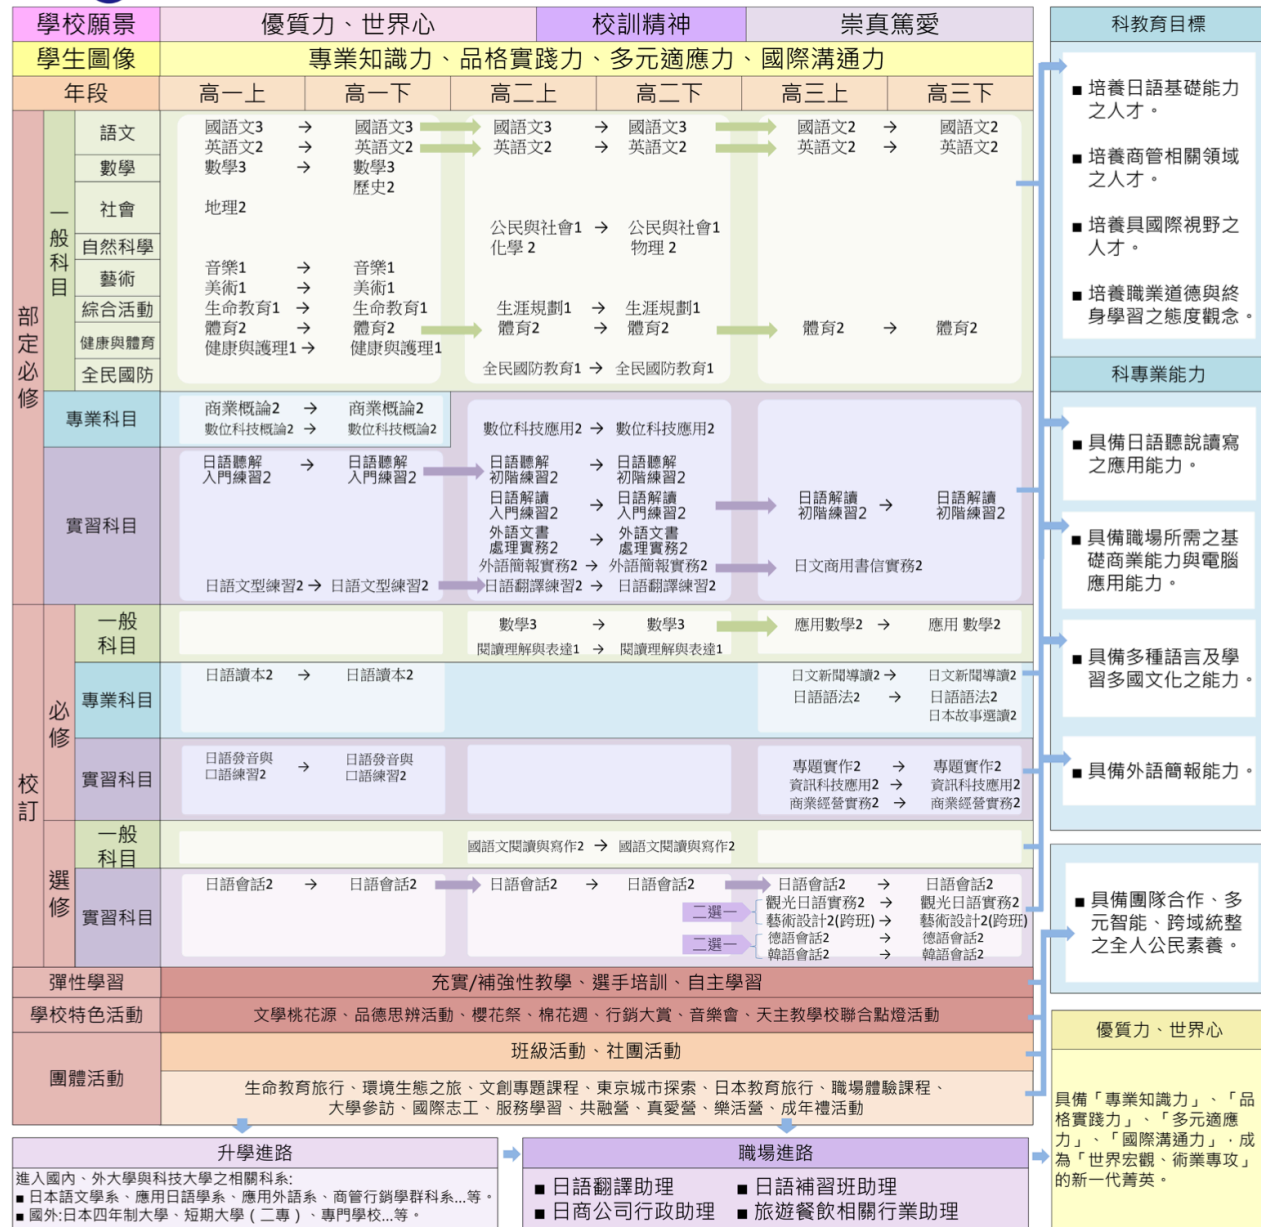 學校願景 優質力、世界心 校訓精神 崇真篤愛
學生圖像 專業知識力、品格實踐力、多元適應力、國際溝通力
年段 高一上 高一下 高二上 高二下 高三上 高三下
部定必修
一般科目
語文 國語文3 → 國語文3 國語文3 → 國語文3 國語文2 → 國語文2
英語文2 → 英語文2 英語文2 → 英語文2 英語文2 → 英語文2
數學 數學3 → 數學3
歷史2
社會 地理2
公民與社會1 → 公民與社會1
自然科學 化學 2 物理 2
藝術 音樂1 → 音樂1
美術1 → 美術1
綜合活動 生命教育1 → 生命教育1 生涯規劃1 → 生涯規劃1
健康與體育 體育2 → 體育2 體育2 → 體育2 體育2 → 體育2
健康與護理1 → 健康與護理1
全民國防 全民國防教育1 → 全民國防教育1
專業科目 商業概論2 → 商業概論2
數位科技概論2 → 數位科技概論2 數位科技應用2 → 數位科技應用2
實習科目
日語聽解 → 日語聽解 日語聽解 → 日語聽解
入門練習2 入門練習2 初階練習2 初階練習2
日語解讀 → 日語解讀 日語解讀 → 日語解讀
入門練習2 入門練習2 初階練習2 初階練習2
外語文書 → 外語文書
處理實務2 處理實務2
外語簡報實務2 → 外語簡報實務2 日文商用書信實務2
日語文型練習2 → 日語文型練習2 日語翻譯練習2 → 日語翻譯練習2
校訂
必修
一般
科目
數學3 → 數學3 應用數學2 → 應用 數學2
閱讀理解與表達1 → 閱讀理解與表達1
專業科目
日語讀本2 → 日語讀本2 日文新聞導讀2 → 日文新聞導讀2
日語語法2 → 日語語法2
日本故事選讀2
實習科目
日語發音與 → 日語發音與
口語練習2 口語練習2
專題實作2 → 專題實作2
資訊科技應用2 → 資訊科技應用2
商業經營實務2 → 商業經營實務2
選修
一般
科目
國語文閱讀與寫作2 → 國語文閱讀與寫作2
實習科目
日語會話2 → 日語會話2 日語會話2 → 日語會話2 日語會話2 → 日語會話2
二選一 觀光日語實務2 → 觀光日語實務2
藝術設計2(跨班) → 藝術設計2(跨班)
二選一 德語會話2 → 德語會話2
韓語會話2 → 韓語會話2
彈性學習 充實/補強性教學、選手培訓、自主學習
學校特色活動 文學桃花源、品德思辨活動、櫻花祭、棉花週、行銷大賞、音樂會、天主教學校聯合點燈活動
團體活動 班級活動、社團活動
生命教育旅行、環境生態之旅、文創專題課程、東京城市探索、日本教育旅行、職場體驗課程、
大學參訪、國際志工、服務學習、共融營、真愛營、樂活營、成年禮活動
升學進路
進入國內、外大學與科技大學之相關科系:
■ 日本語文學系、應用日語學系、應用外語系、商管行銷學群科系...等。
■ 國外:日本四年制大學、短期大學(二專)、專門學校...等。
職場進路
■ 日語翻譯助理 ■ 日語補習班助理
■ 日商公司行政助理 ■ 旅遊餐飲相關行業助理
科教育目標
■ 培養日語基礎能力
之人才。
■ 培養商管相關領域
之人才。
■ 培養具國際視野之
人才。
■ 培養職業道德與終
身學習之態度觀念。
科專業能力
■ 具備日語聽說讀寫
之應用能力。
■ 具備職場所需之基
礎商業能力與電腦
應用能力。
■ 具備多種語言及學
習多國文化之能力。
■ 具備外語簡報能力。
■ 具備團隊合作、多
元智能、跨域統整
之全人公民素養。
優質力、世界心
具備「專業知識力」、「品
格實踐力」、「多元適應
力」、「國際溝通力」,成
為「世界宏觀、術業專攻」
的新一代菁英。